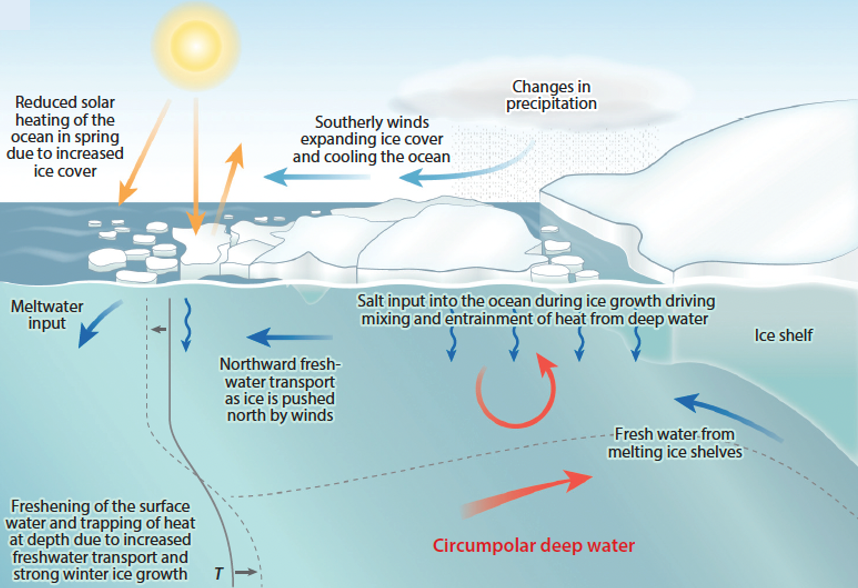 Changes in
precipitation
Reduced solar
heating of the
ocean in spring
due to increased
ice cover
Southerly winds
expanding ice cover
and cooling the ocean
Meltwater
input
Salt input into the ocean during ice growth driving
mixing and entrainment of heat from deep water
Ice shelf
Northward fresh-
water transport
as ice is pushed
north by winds
Fresh water from
melting ice shelves
Freshening of the surface
water and trapping of heat
at depth due to increased
freshwater transport and
strong winter ice growth
T
Circumpolar deep water